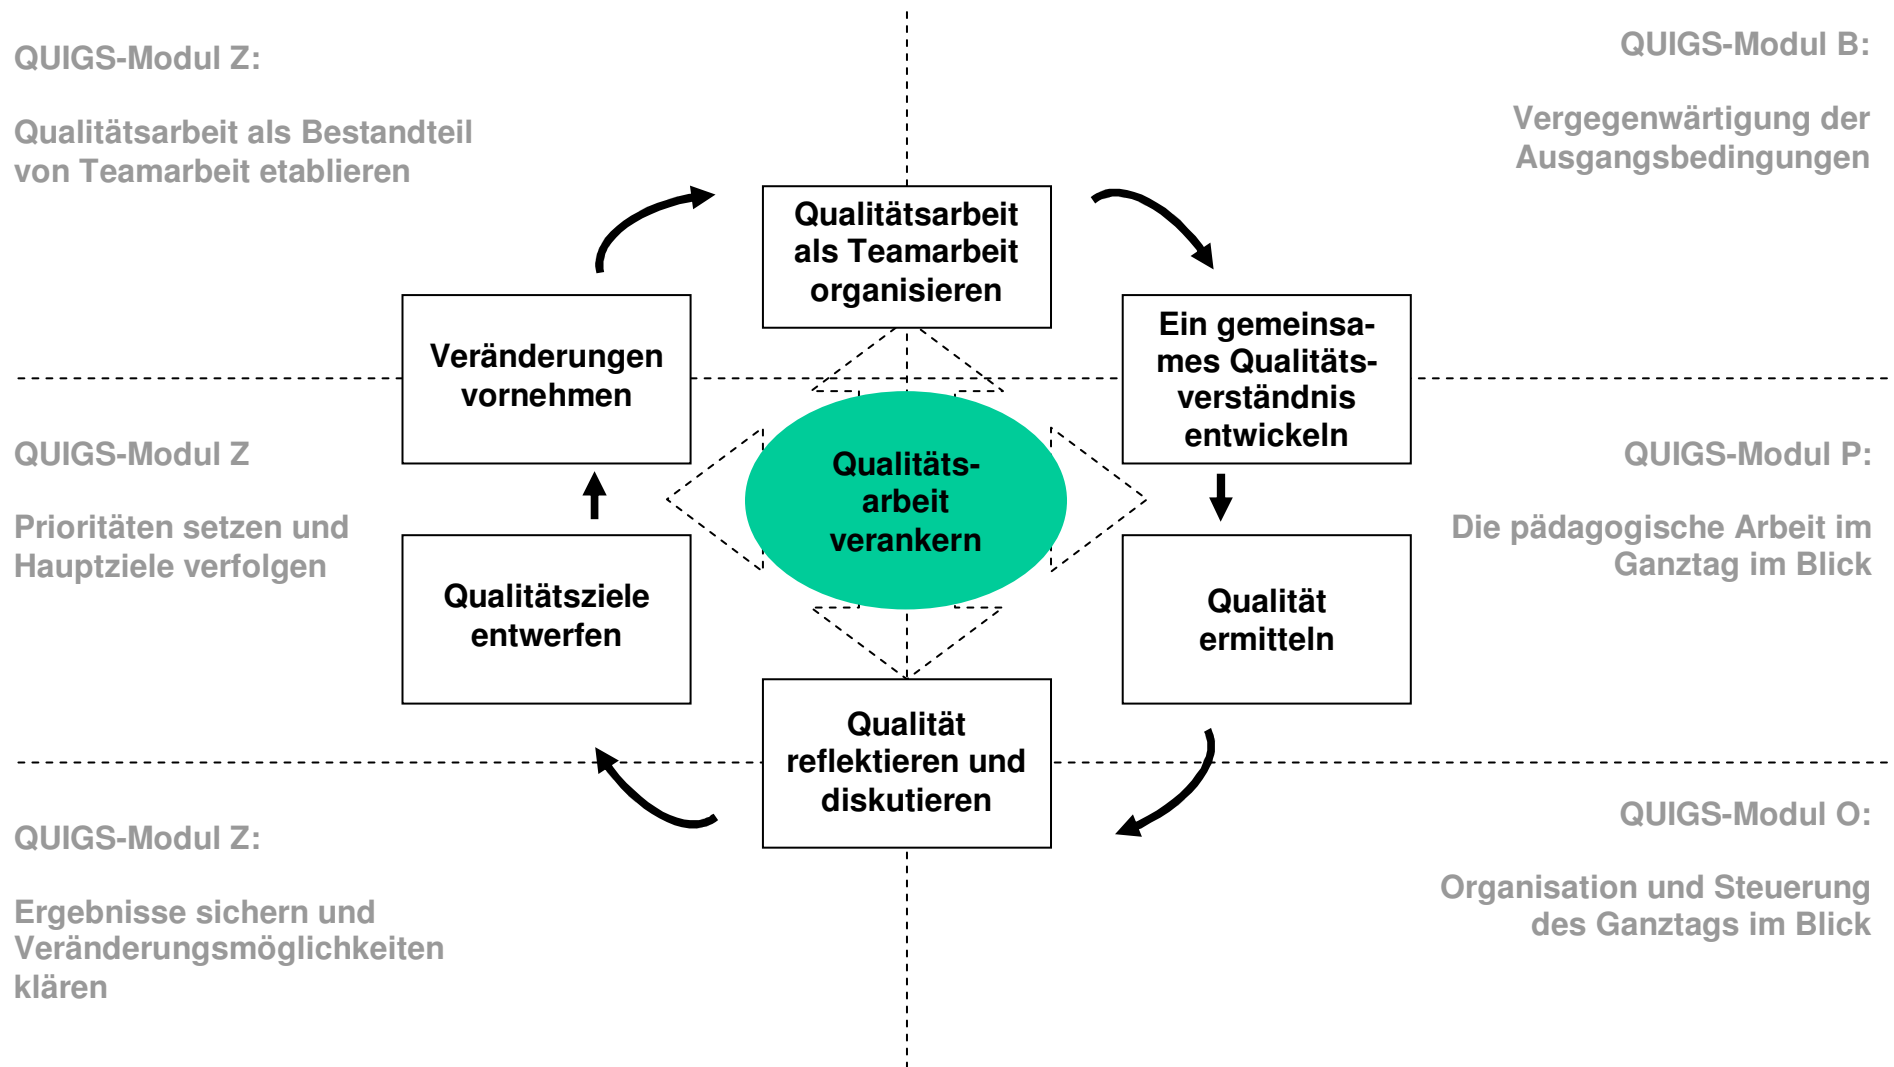 QUIGS-Modul Z:
Qualitätsarbeit als Bestandteil
von Teamarbeit etablieren
QUIGS-Modul B:
Vergegenwärtigung der
Ausgangsbedingungen
Qualitätsarbeit
als Teamarbeit
organisieren
Veränderungen
vornehmen
Ein gemeinsa-
mes Qualitäts-
verständnis
entwickeln
QUIGS-Modul Z
Prioritäten setzen und
Hauptziele verfolgen
Qualitäts-
arbeit
verankern
QUIGS-Modul P:
Die pädagogische Arbeit im
Ganztag im Blick
Qualitätsziele
entwerfen
Qualität
ermitteln
Qualität
reflektieren und
diskutieren
QUIGS-Modul Z:
Ergebnisse sichern und
Veränderungsmöglichkeiten
klären
QUIGS-Modul O:
Organisation und Steuerung
des Ganztags im Blick